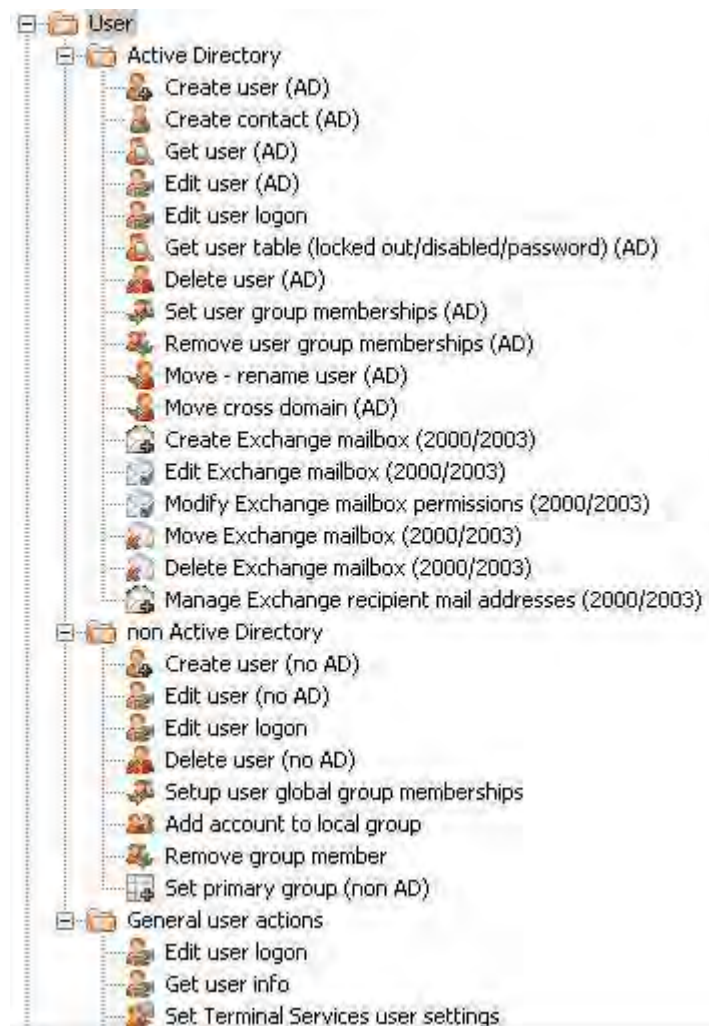 User
Active Directory
Create user (AD)
Create contact (AD)
Get user (AD)
Edit user (AD)
Edit user logon
Get user table (locked out/disabled/password) (AD)
Delete user (AD)
Set user group memberships (AD)
Remove user group memberships (AD)
Move - rename user (AD)
Move cross domain (AD)
Create Exchange mailbox (2000/2003)
Edit Exchange mailbox (2000/2003)
Modify Exchange mailbox permissions (2000/2003)
Move Exchange mailbox (2000/2003)
Delete Exchange mailbox (2000/2003)
Manage Exchange recipient mail addresses (2000/2003)
non Active Directory
Create user (no AD)
Edit user (no AD)
Edit user logon
Delete user (no AD)
Setup user global group memberships
Add account to local group
Remove group member
Set primary group (non AD)
General user actions
Edit user logon
Get user info
Set Terminal Services user settings